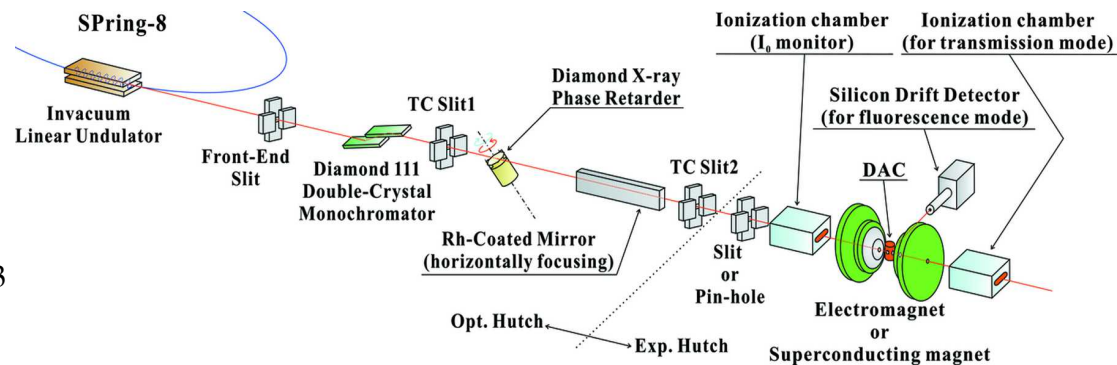 SPring-8
Invacuum
Linear Undulator
Front-End
Slit
Diamond 111
Double-Crystal
Monochromator
TC Slit1
Diamond X-ray
Phase Retarder
Rh-Coated Mirror
(horizontally focusing)
TC Slit2
Slit
or
Pin-hole
Opt. Hutch
Exp. Hutch
Ionization chamber
(I₀ monitor)
Ionization chamber
(for transmission mode)
Silicon Drift Detector
(for fluorescence mode)
DAC
Electromagnet
or
Superconducting magnet
3